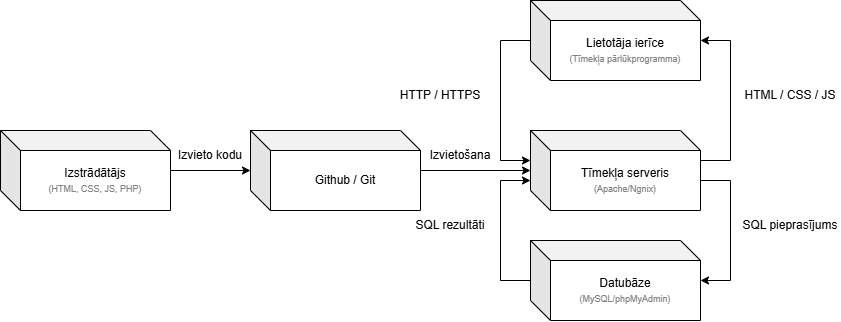 Lietotāja ierīce
(Tīmekļa pārlūkprogramma)
HTTP / HTTPS
HTML / CSS / JS
Izstrādātājs
(HTML, CSS, JS, PHP)
Izvieto kodu
Github / Git
Izvietošana
Tīmekļa serveris
(Apache/Ngnix)
SQL rezultāti
SQL pieprasījums
Datubāze
(MySQL/phpMyAdmin)